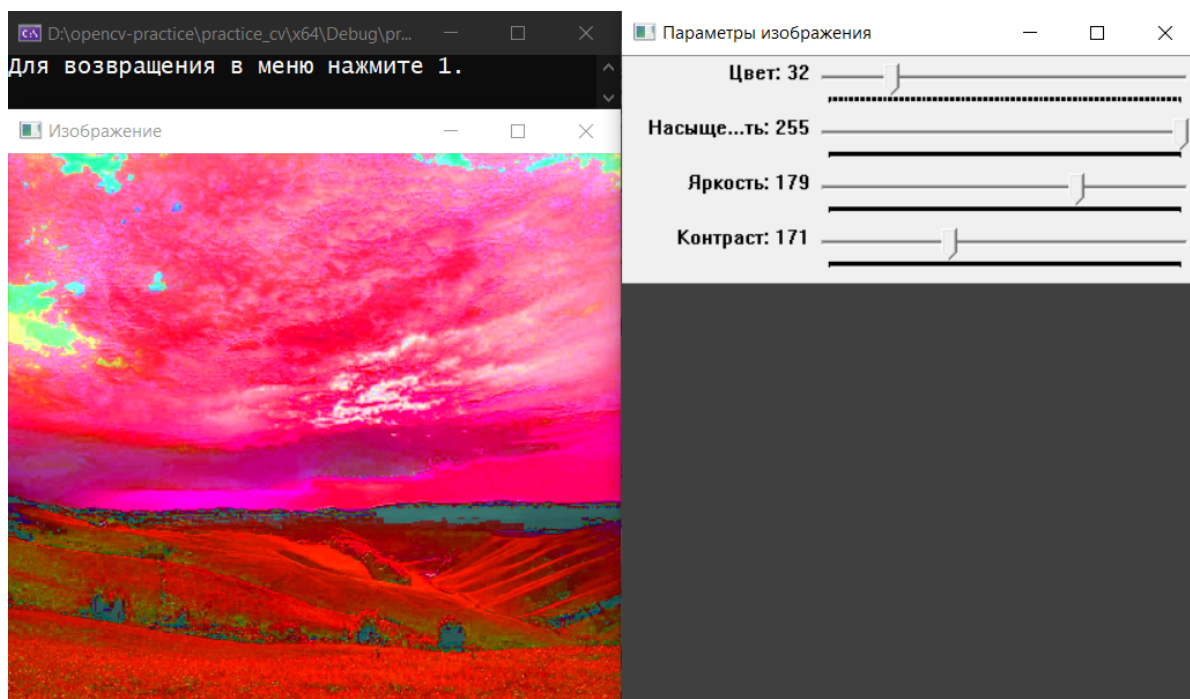 D:\opencv-practice\practice_cv\x64\Debug\pr...
Для возвращения в меню нажмите 1.
Изображение
Параметры изображения
Цвет: 32
Насыще...ть: 255
Яркость: 179
Контраст: 171